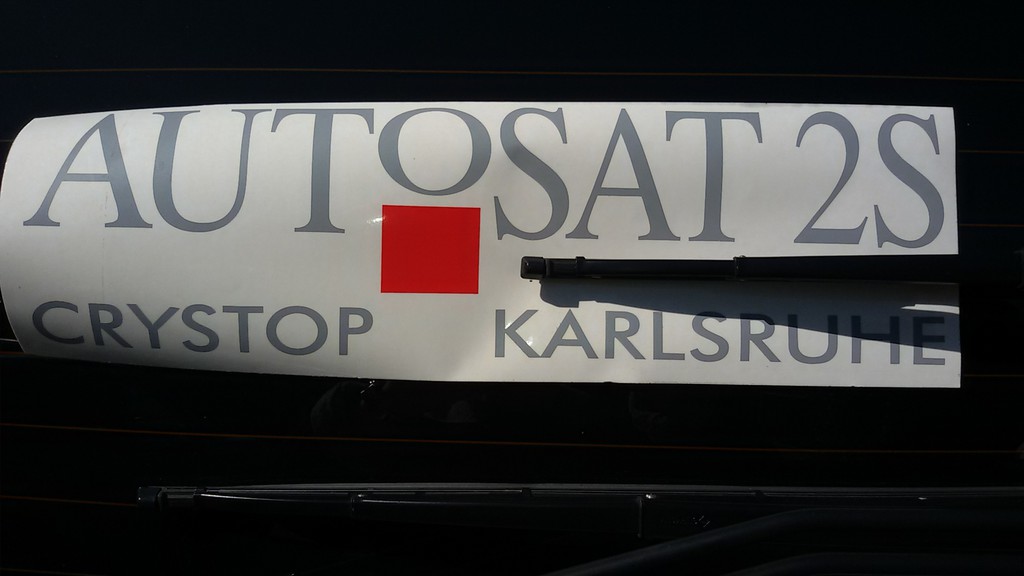 AUTOSAT 2S
CRYSTOP KARLSRUHE